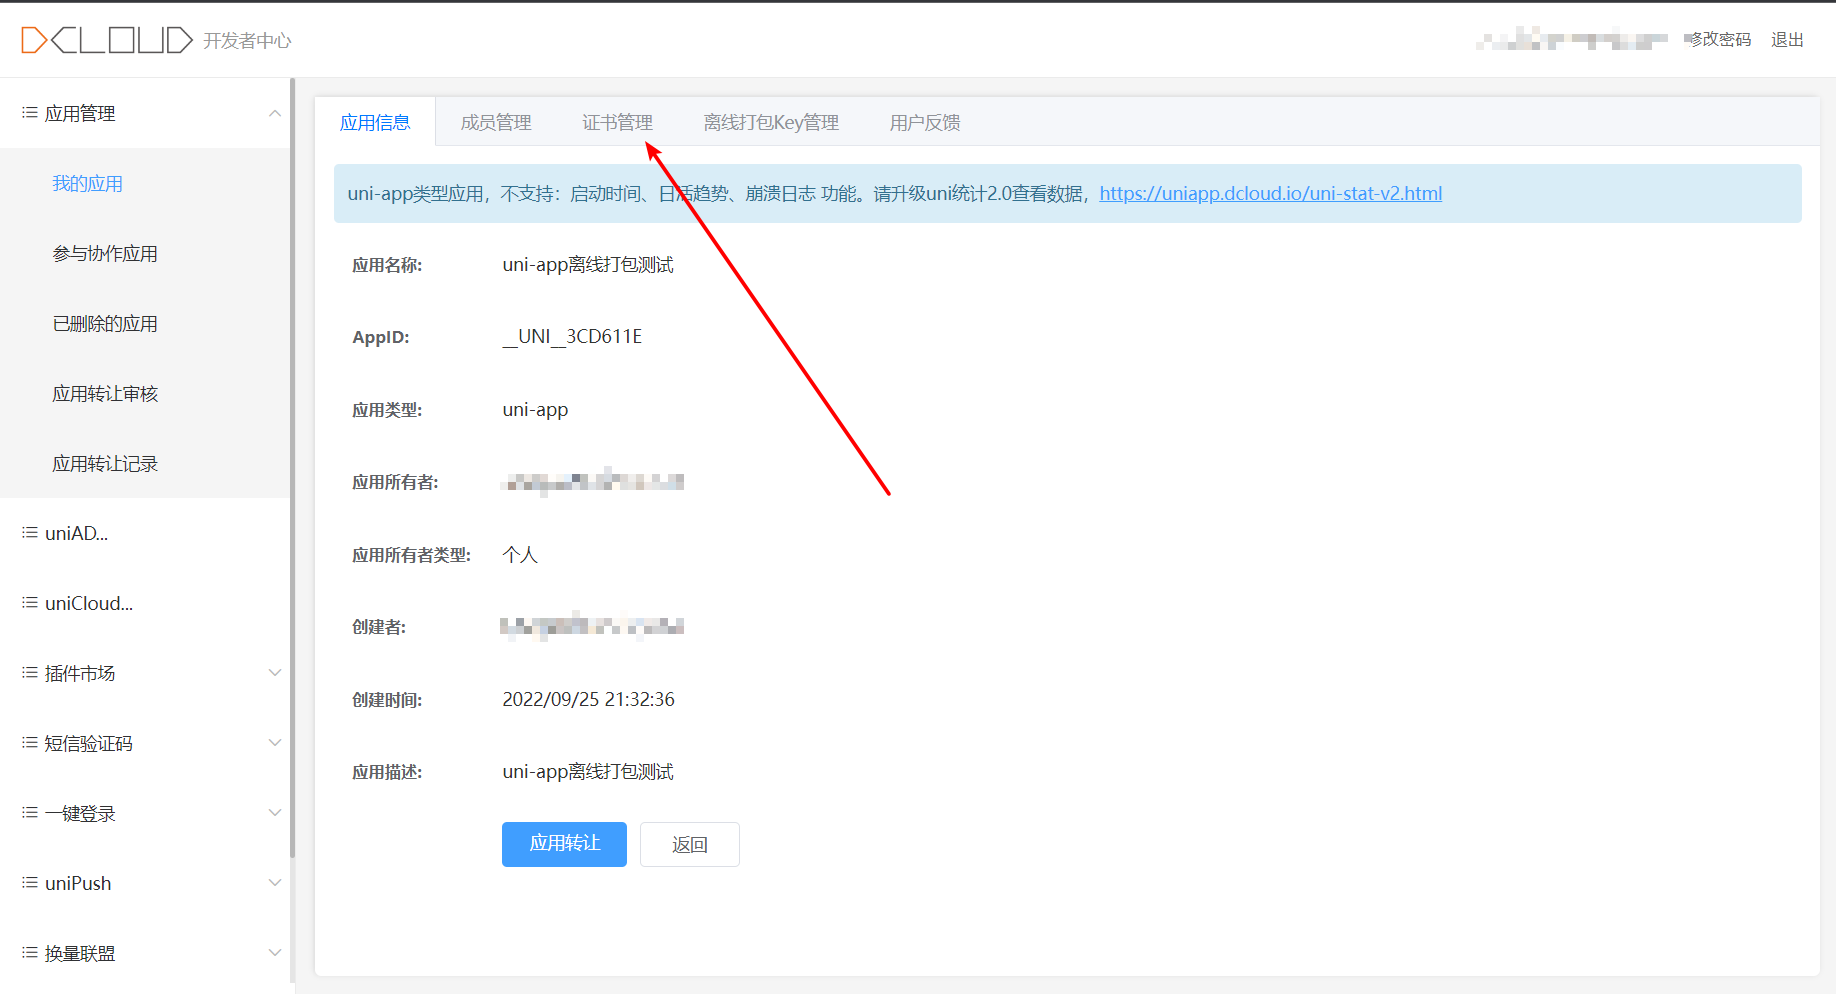 DCLOUD 开发者中心
修改密码 退出
应用管理
我的应用
参与协作应用
已删除的应用
应用转让审核
应用转让记录
uniAD...
uniCloud...
插件市场
短信验证码
一键登录
uniPush
换量联盟
应用信息 成员管理 证书管理 离线打包Key管理 用户反馈
uni-app类型应用，不支持：启动时间、日活趋势、崩溃日志 功能。请升级uni统计2.0查看数据，https://uniapp.dcloud.io/uni-stat-v2.html
应用名称: uni-app离线打包测试
AppID: __UNI__3CD611E
应用类型: uni-app
应用所有者:
应用所有者类型: 个人
创建者:
创建时间: 2022/09/25 21:32:36
应用描述: uni-app离线打包测试
应用转让 返回